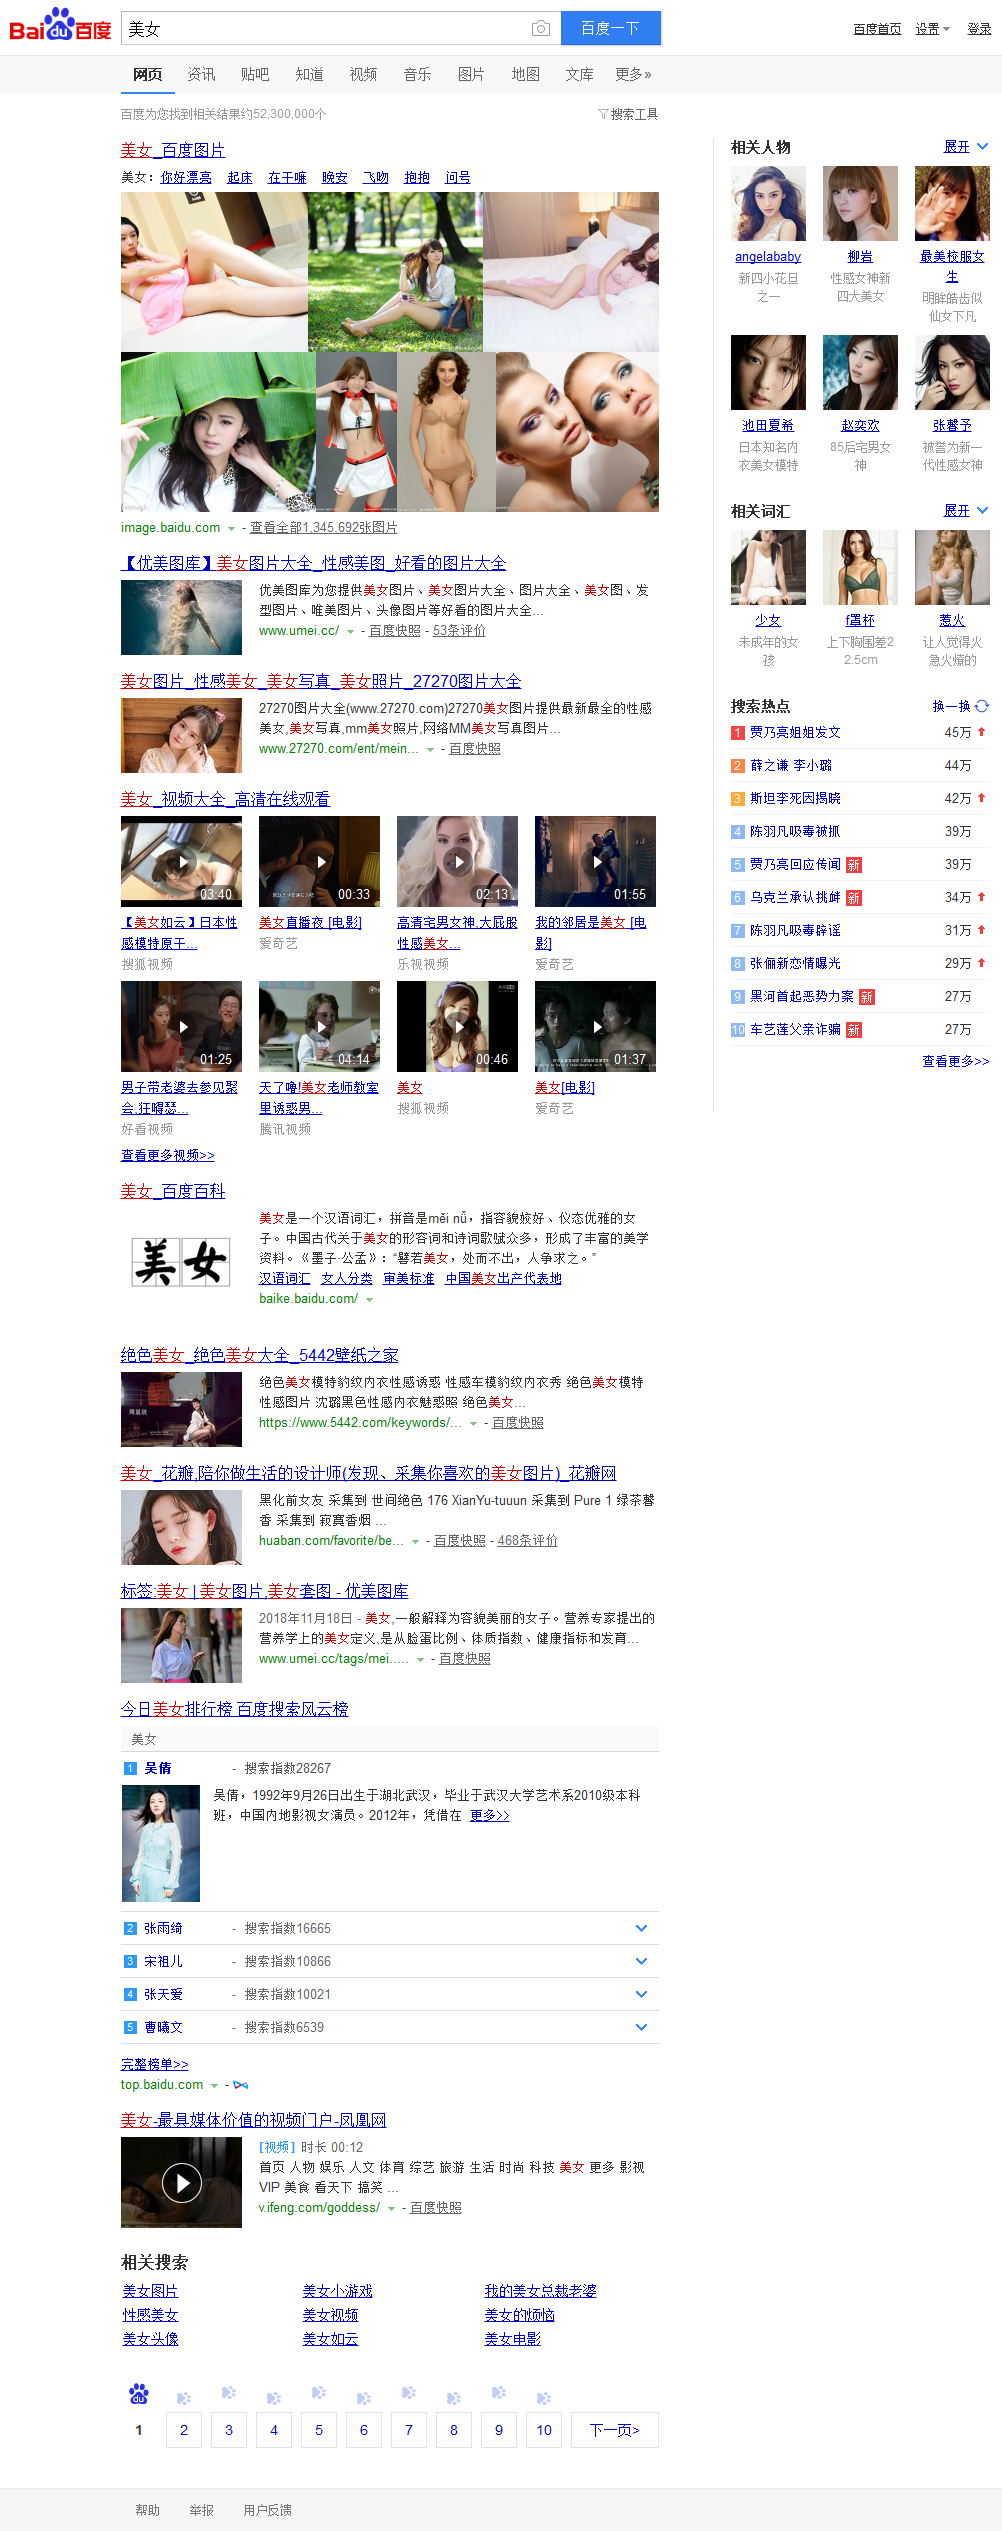 Bai du 百度
美女
百度一下
百度首页 设置 登录
网页 资讯 贴吧 知道 视频 音乐 图片 地图 文库 更多»
百度为您找到相关结果约52,300,000个
搜索工具
美女_百度图片
美女: 你好漂亮 起床 在干嘛 晚安 飞吻 抱抱 问号
image.baidu.com - 查看全部1,345,692张图片
【优美图库】美女图片大全_性感美图_好看的图片大全
优美图库为您提供美女图片、美女图片大全、图片大全、美女图、发
型图片、唯美图片、头像图片等好看的图片大全...
www.umei.cc/ - 百度快照 - 53条评价
美女图片_性感美女_美女写真_美女照片_27270图片大全
27270图片大全(www.27270.com)27270美女图片提供最新最全的性感
美女,美女写真,mm美女照片,网络MM美女写真图片...
www.27270.com/ent/mein... - 百度快照
美女_视频大全_高清在线观看
03:40 00:33 02:13 01:55
【美女如云】日本性
感模特原干...
搜狐视频
美女直播夜 [电影]
爱奇艺
高清宅男女神.大屁股
性感美女...
乐视视频
我的邻居是美女 [电
影]
爱奇艺
01:25 04:14 00:46 01:37
男子带老婆去参见聚
会,狂嘚瑟...
好看视频
天了噜!美女老师教室
里诱惑男...
腾讯视频
美女
搜狐视频
美女[电影]
爱奇艺
查看更多视频>>
美女_百度百科
美女
美女是一个汉语词汇，拼音是měi nǚ，指容貌姣好、仪态优雅的女
子。中国古代关于美女的形容词和诗词歌赋众多，形成了丰富的美学
资料。《墨子·公孟》：“譬若美女，处而不出，人争求之。”
汉语词汇 女人分类 审美标准 中国美女出产代表地
baike.baidu.com/
绝色美女_绝色美女大全_5442壁纸之家
绝色美女模特豹纹内衣性感诱惑 性感车模豹纹内衣秀 绝色美女模特
性感图片 沈璐黑色性感内衣魅惑照 绝色美女...
https://www.5442.com/keywords/... - 百度快照
美女_花瓣,陪你做生活的设计师(发现、采集你喜欢的美女图片)_花瓣网
黑化前女友 采集到 世间绝色 176 XianYu-tuuun 采集到 Pure 1 绿茶馨
香 采集到 寂寞香烟 ...
huaban.com/favorite/be... - 百度快照 - 468条评价
标签:美女 | 美女图片,美女套图 - 优美图库
2018年11月18日 - 美女,一般解释为容貌美丽的女子。营养专家提出的
营养学上的美女定义,是从脸蛋比例、体质指数、健康指标和发育...
www.umei.cc/tags/mei..... - 百度快照
今日美女排行榜 百度搜索风云榜
美女
1 吴倩 - 搜索指数28267
吴倩，1992年9月26日出生于湖北武汉，毕业于武汉大学艺术系2010级本科
班，中国内地影视女演员。2012年，凭借在 更多>>
2 张雨绮 - 搜索指数16665
3 宋祖儿 - 搜索指数10866
4 张天爱 - 搜索指数10021
5 曹曦文 - 搜索指数6539
完整榜单>>
top.baidu.com -
美女-最具媒体价值的视频门户-凤凰网
[视频] 时长 00:12
首页 人物 娱乐 人文 体育 综艺 旅游 生活 时尚 科技 美女 更多 影视
VIP 美食 看天下 搞笑 ...
v.ifeng.com/goddess/ - 百度快照
相关搜索
美女图片 美女小游戏 我的美女总裁老婆
性感美女 美女视频 美女的烦恼
美女头像 美女如云 美女电影
du
1 2 3 4 5 6 7 8 9 10 下一页>
帮助 举报 用户反馈
相关人物 展开
angelababy
新四小花旦
之一
柳岩
性感女神新
四大美女
最美校服女
生
明眸皓齿似
仙女下凡
池田夏希
日本知名内
衣美女模特
赵奕欢
85后宅男女
神
张馨予
被誉为新一
代性感女神
相关词汇 展开
少女
未成年的女
孩
f罩杯
上下胸围差2
2.5cm
惹火
让人觉得火
急火燎的
搜索热点 换一换
1 贾乃亮姐姐发文 45万
2 薛之谦 李小璐 44万
3 斯坦李死因揭晓 42万
4 陈羽凡吸毒被抓 39万
5 贾乃亮回应传闻 新 39万
6 乌克兰承认挑衅 新 34万
7 陈羽凡吸毒辟谣 31万
8 张俪新恋情曝光 29万
9 黑河首起恶势力案 新 27万
10 车艺莲父亲诈骗 新 27万
查看更多>>